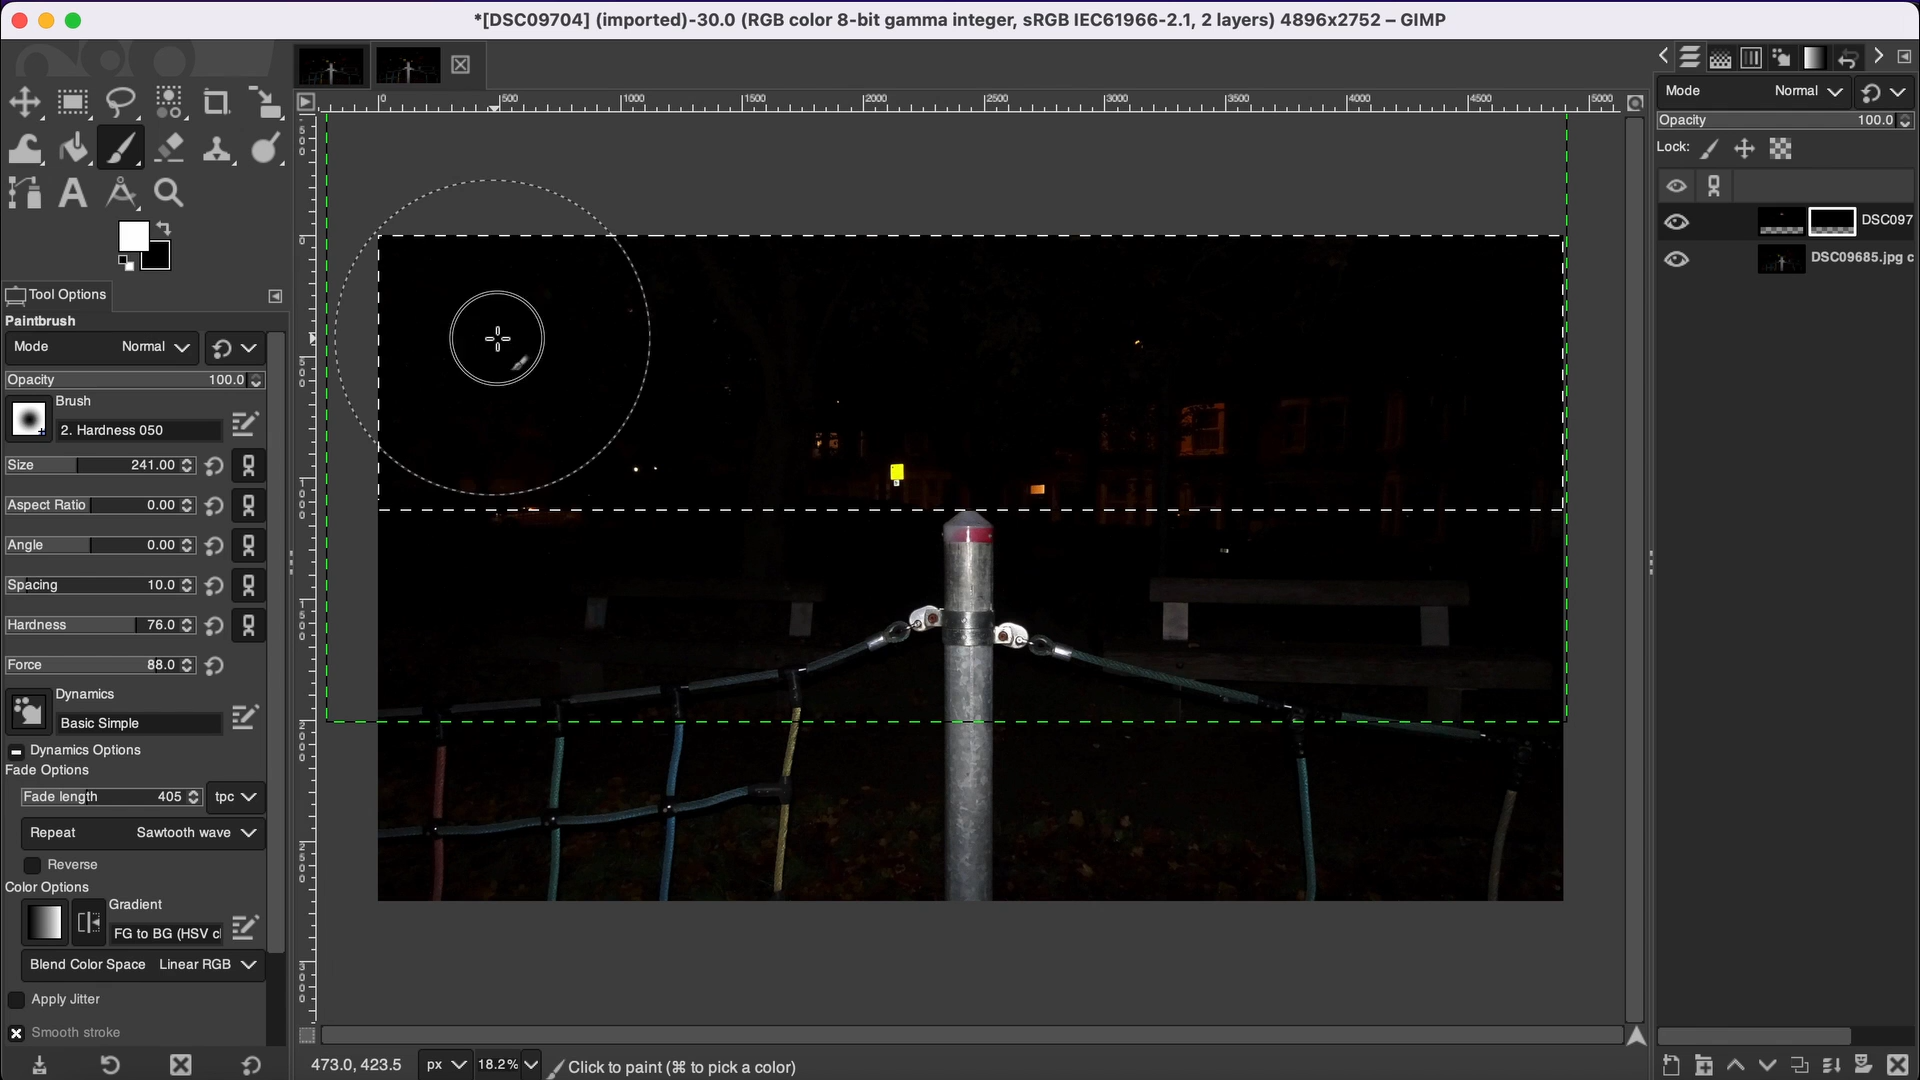 *[DSC09704] (imported)-30.0 (RGB color 8-bit gamma integer, sRGB IEC61966-2.1, 2 layers) 4896x2752 – GIMP
0 500 1000 1500 2000 2500 3000 3500 4000 4500 5000
Mode Normal
Opacity 100.0
Lock:
DSC097
DSC09685.jpg c
Tool Options
Paintbrush
Mode Normal
Opacity 100.0
Brush
2. Hardness 050
Size 241.00
Aspect Ratio 0.00
Angle 0.00
Spacing 10.0
Hardness 76.0
Force 88.0
Dynamics
Basic Simple
Dynamics Options
Fade Options
Fade length 405 tpc
Repeat Sawtooth wave
Reverse
Color Options
Gradient
FG to BG (HSV cl
Blend Color Space Linear RGB
Apply Jitter
Smooth stroke
473.0, 423.5 px 18.2% Click to paint (⌘ to pick a color)